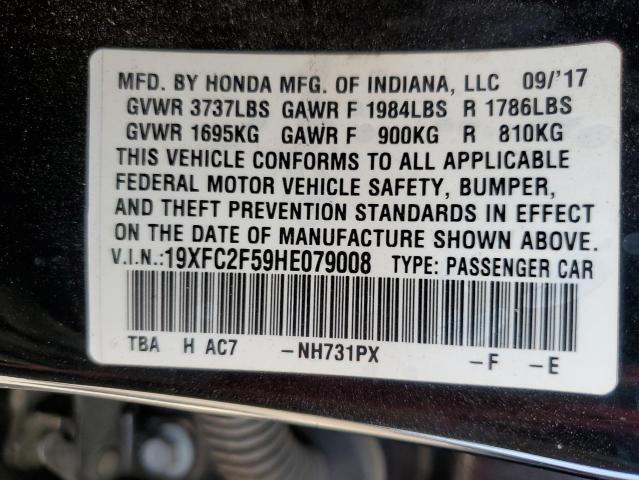 MFD. BY HONDA MFG. OF INDIANA, LLC 09/'17
GVWR 3737LBS GAWR F 1984LBS R 1786LBS
GVWR 1695KG GAWR F 900KG R 810KG
THIS VEHICLE CONFORMS TO ALL APPLICABLE
FEDERAL MOTOR VEHICLE SAFETY, BUMPER,
AND THEFT PREVENTION STANDARDS IN EFFECT
ON THE DATE OF MANUFACTURE SHOWN ABOVE.
V.I.N.:19XFC2F59HE079008 TYPE: PASSENGER CAR
TBA H AC7 -NH731PX -F -E